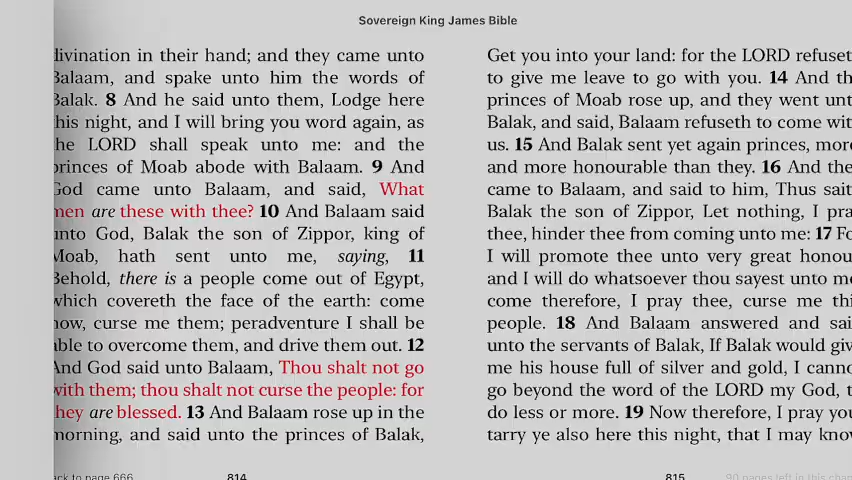 Sovereign King James Bible
divination in their hand; and they came unto
Balaam, and spake unto him the words of
Balak. 8 And he said unto them, Lodge here
this night, and I will bring you word again, as
the LORD shall speak unto me: and the
princes of Moab abode with Balaam. 9 And
God came unto Balaam, and said, What
men are these with thee? 10 And Balaam said
unto God, Balak the son of Zippor, king of
Moab, hath sent unto me, saying, 11
Behold, there is a people come out of Egypt,
which covereth the face of the earth: come
now, curse me them; peradventure I shall be
able to overcome them, and drive them out. 12
And God said unto Balaam, Thou shalt not go
with them; thou shalt not curse the people: for
they are blessed. 13 And Balaam rose up in the
morning, and said unto the princes of Balak,
ack to page 666
814
Get you into your land: for the LORD refuset
to give me leave to go with you. 14 And th
princes of Moab rose up, and they went unt
Balak, and said, Balaam refuseth to come wit
us. 15 And Balak sent yet again princes, more
and more honourable than they. 16 And the
came to Balaam, and said to him, Thus sait
Balak the son of Zippor, Let nothing, I pra
thee, hinder thee from coming unto me: 17 Fo
I will promote thee unto very great honou
and I will do whatsoever thou sayest unto me
come therefore, I pray thee, curse me thi
people. 18 And Balaam answered and sai
unto the servants of Balak, If Balak would giv
me his house full of silver and gold, I canno
go beyond the word of the LORD my God, t
do less or more. 19 Now therefore, I pray you
tarry ye also here this night, that I may know
815
90 pages left in this chap